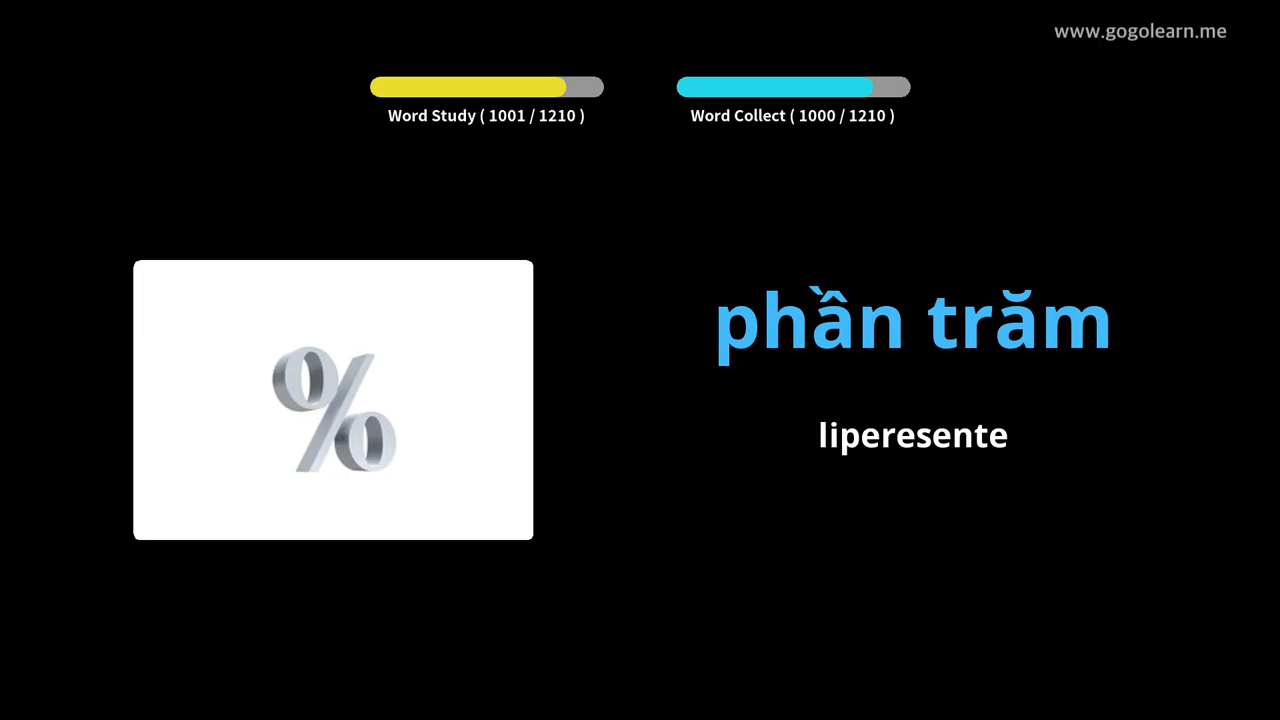 www.gogolearn.me
Word Study ( 1001 / 1210 )
Word Collect ( 1000 / 1210 )
%
phần trăm
liperesente